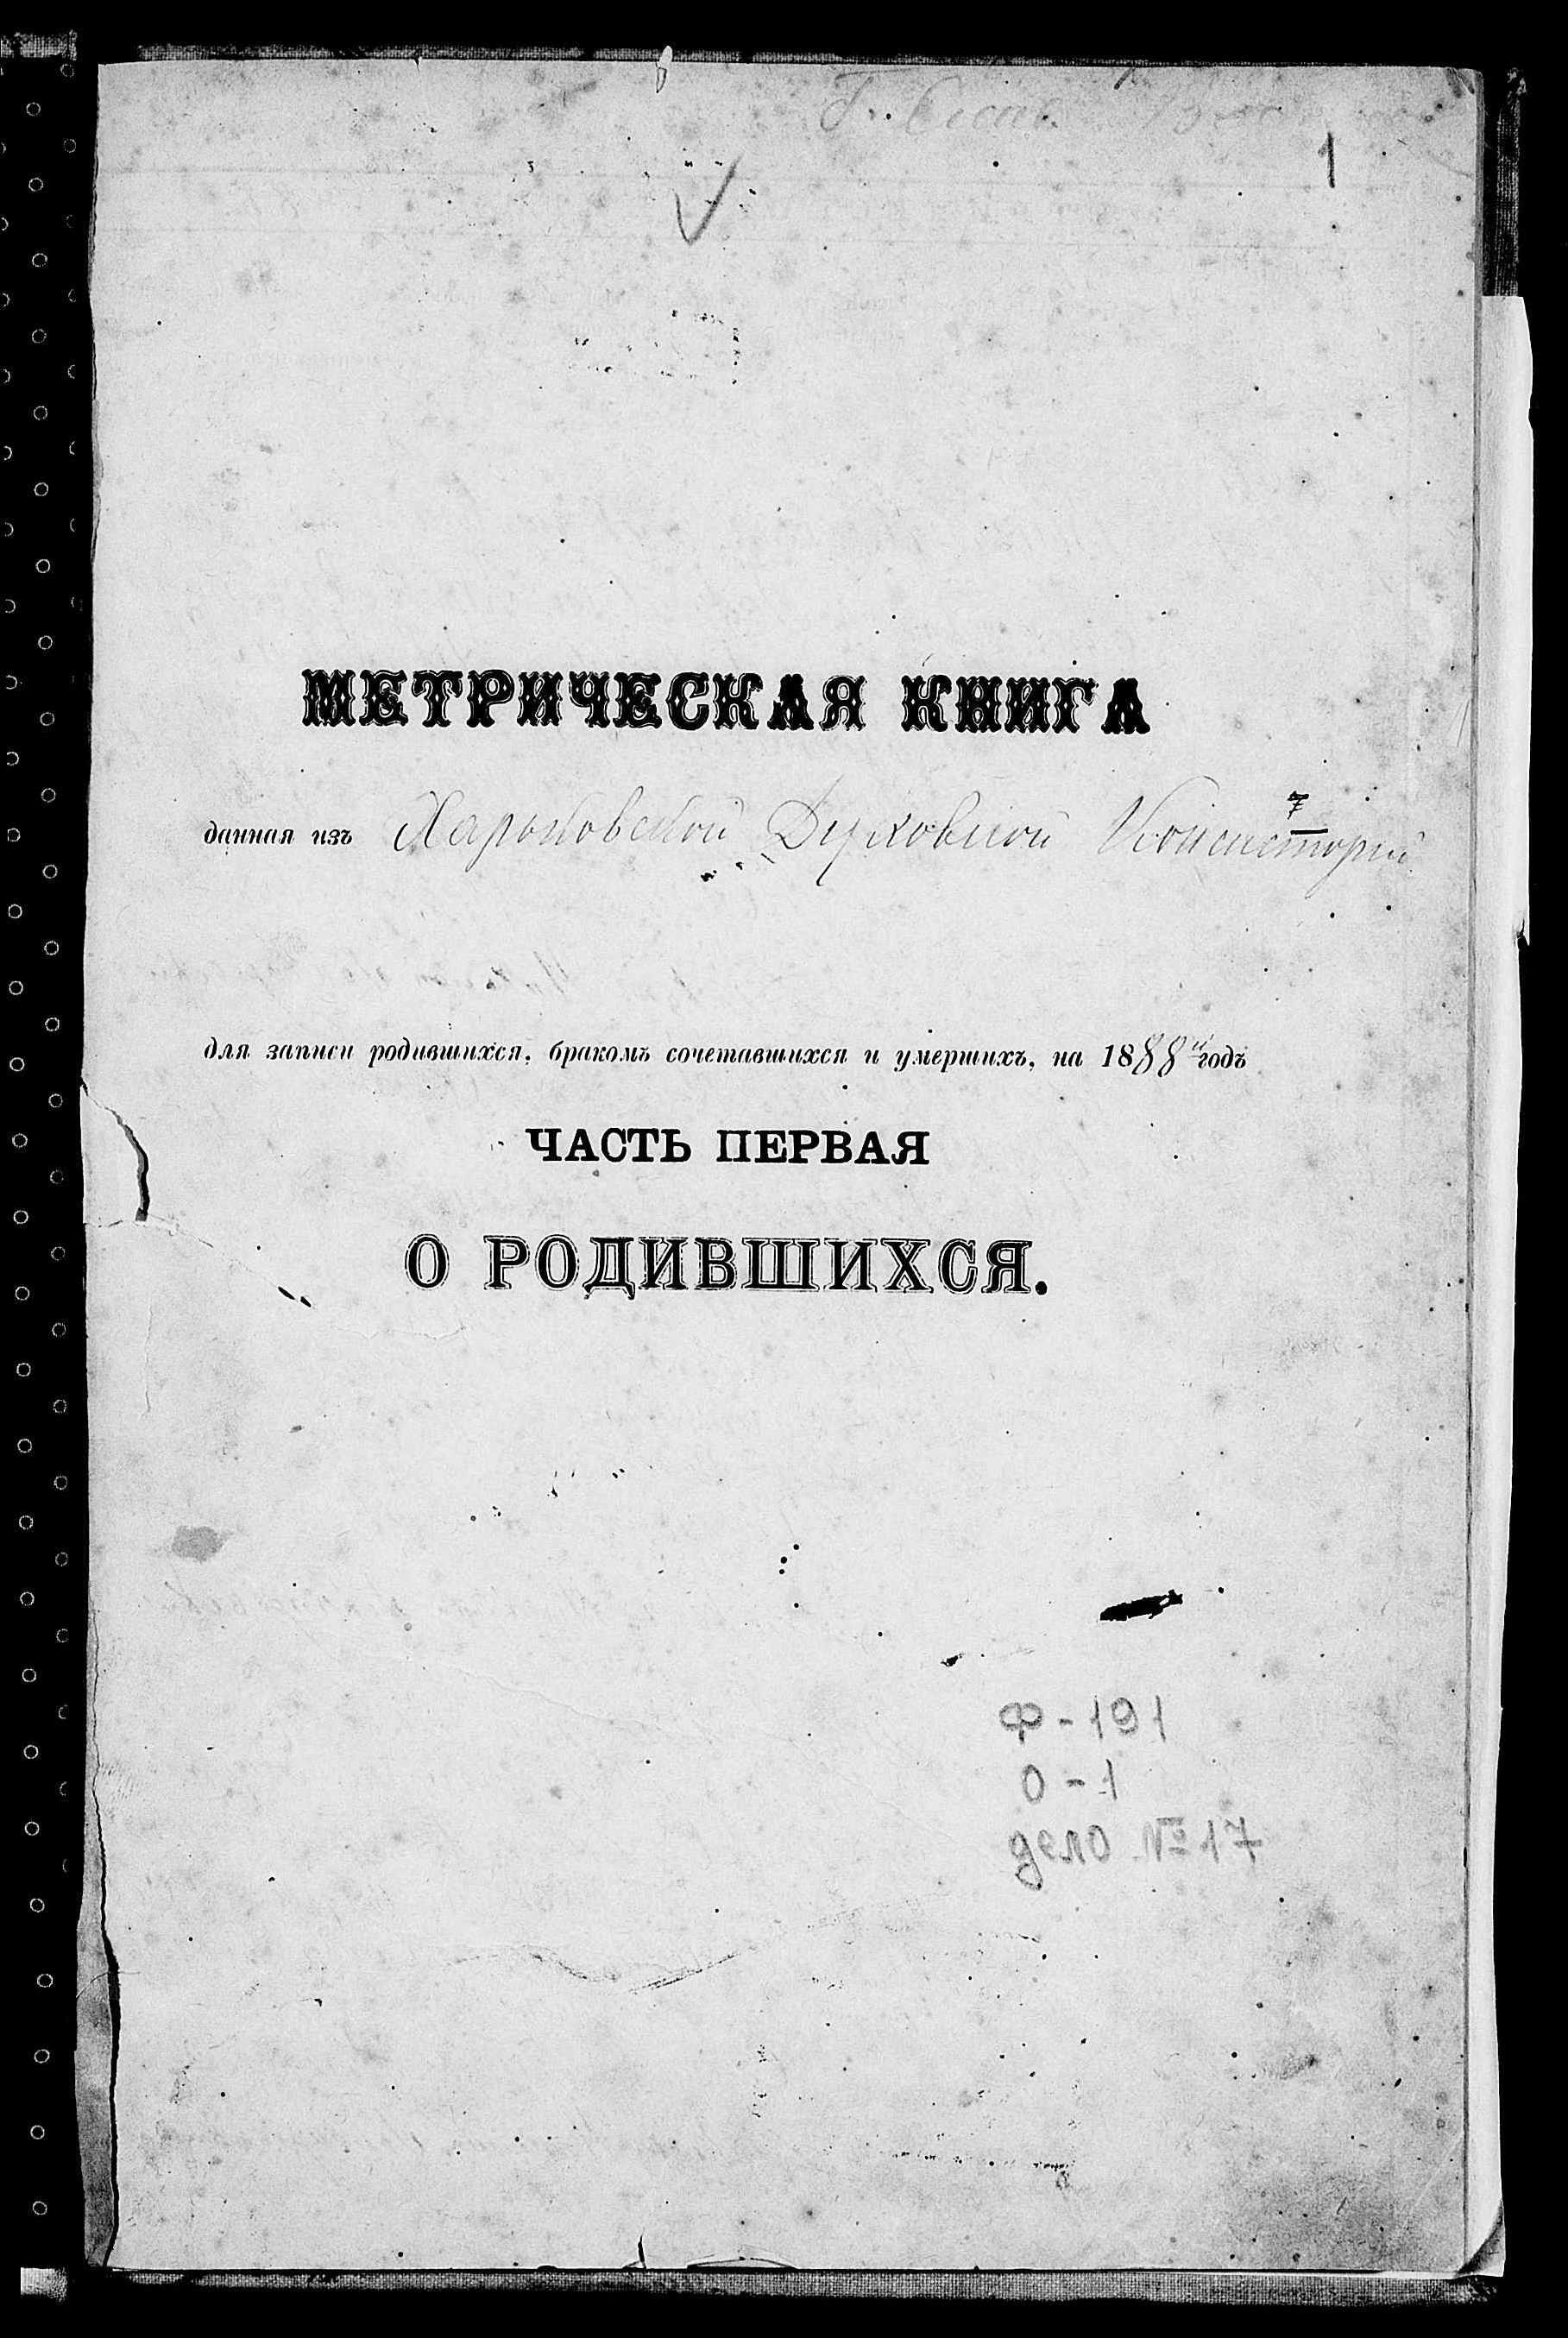 1
МЕТРИЧЕСКАЯ КНИГА
данная изъ Харьковской Духовной Консисторіи
для записи родившихся, бракомъ сочетавшихся и умершихъ, на 1888й годъ
ЧАСТЬ ПЕРВАЯ
О РОДИВШИХСЯ.
Ф-191
О-1
дело №17